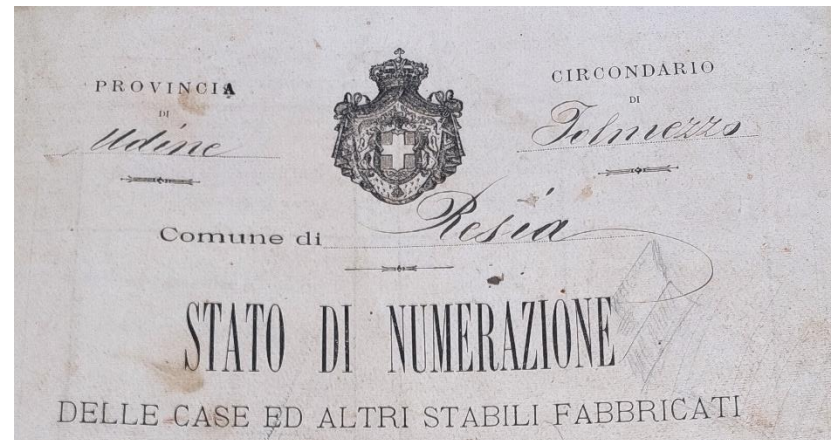 PROVINCIA
DI
Udine
CIRCONDARIO
DI
Tolmezzo
Comune di Resia
STATO DI NUMERAZIONE
DELLE CASE ED ALTRI STABILI FABBRICATI